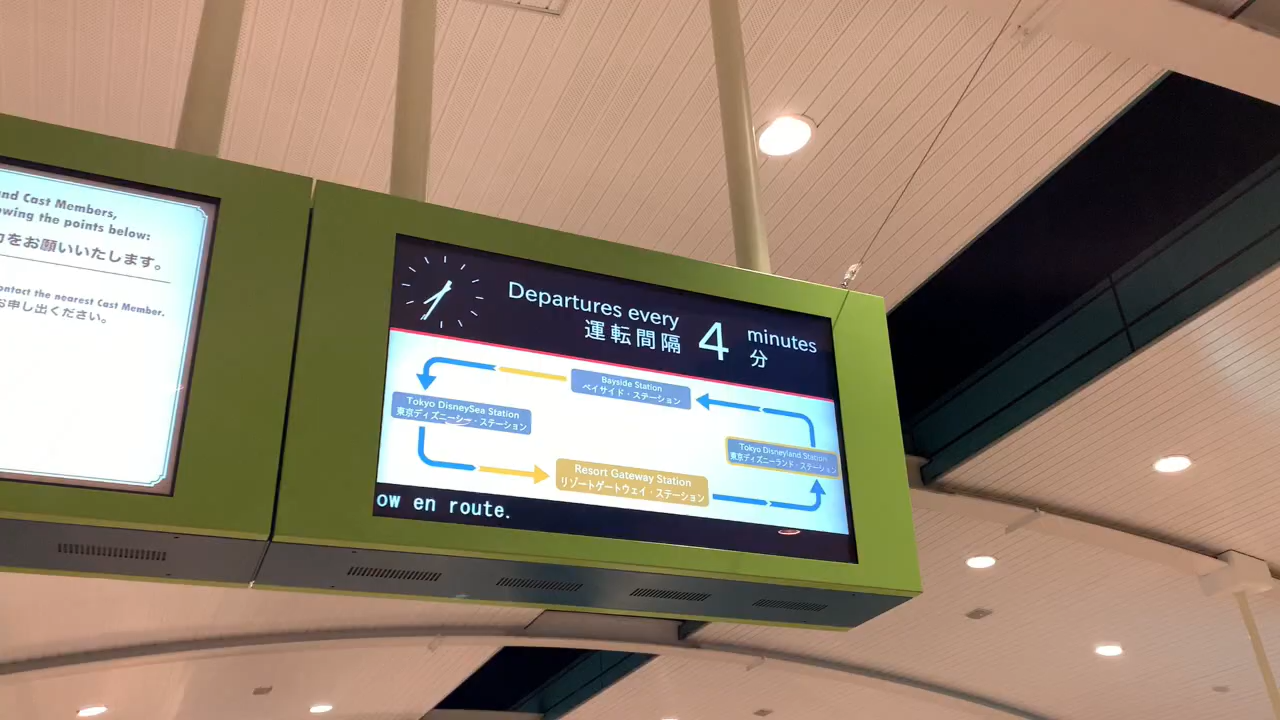 nd Cast Members,
owing the points below:
をお願いいたします。
ontact the nearest Cast Member.
お申し出ください。
Departures every 4 minutes
運転間隔 分
Bayside Station
ベイサイド・ステーション
Tokyo DisneySea Station
東京ディズニーシー・ステーション
Tokyo Disneyland Station
東京ディズニーランド・ステーション
Resort Gateway Station
リゾートゲートウェイ・ステーション
ow en route.